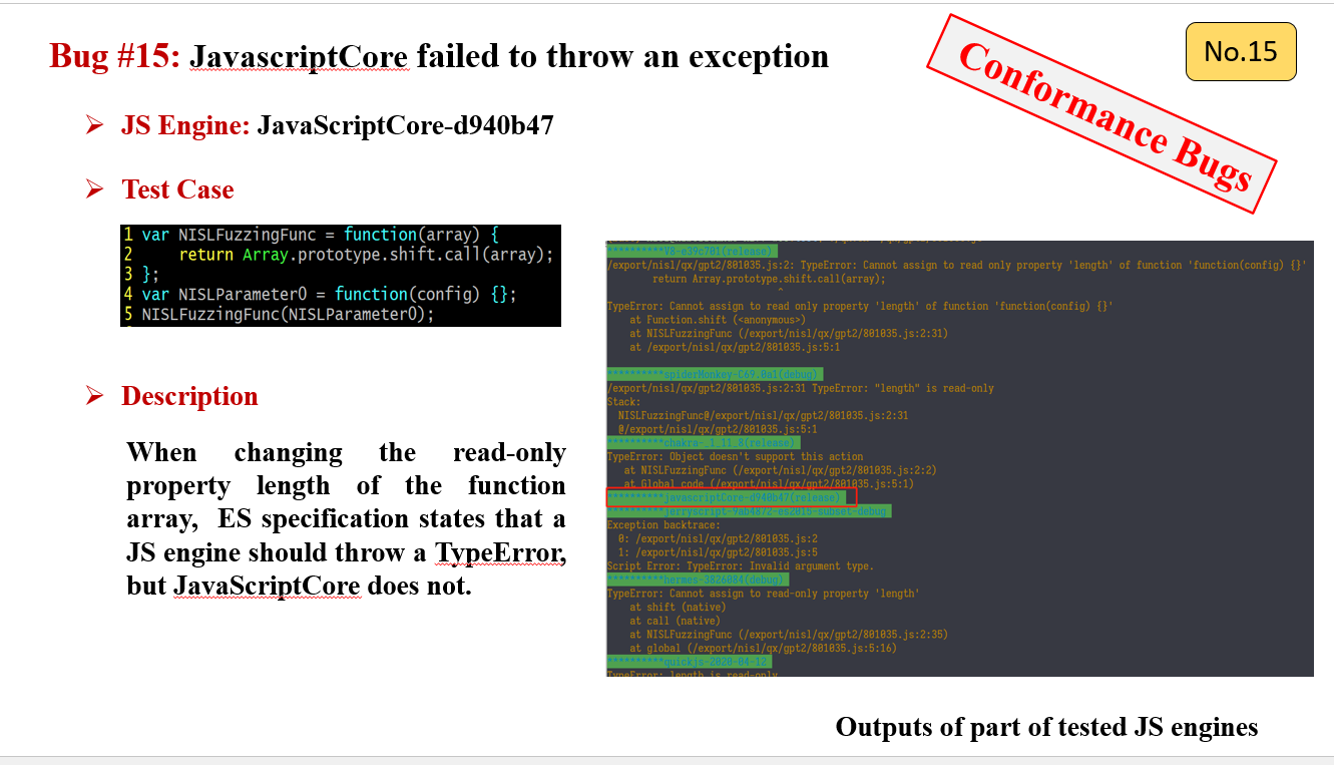 Bug #15: JavascriptCore failed to throw an exception
No.15
Conformance Bugs
➢ JS Engine: JavaScriptCore-d940b47
➢ Test Case
1 var NISLFuzzingFunc = function(array) {
2     return Array.prototype.shift.call(array);
3 };
4 var NISLParameter0 = function(config) {};
5 NISLFuzzingFunc(NISLParameter0);
➢ Description
When changing the read-only
property length of the function
array, ES specification states that a
JS engine should throw a TypeError,
but JavaScriptCore does not.
**********V8-e39c701(release)
/export/nisl/qx/gpt2/801035.js:2: TypeError: Cannot assign to read only property 'length' of function 'function(config) {}'
return Array.prototype.shift.call(array);
^
TypeError: Cannot assign to read only property 'length' of function 'function(config) {}'
at Function.shift (<anonymous>)
at NISLFuzzingFunc (/export/nisl/qx/gpt2/801035.js:2:31)
at /export/nisl/qx/gpt2/801035.js:5:1
**********spiderMonkey-C69.0a1(debug)
/export/nisl/qx/gpt2/801035.js:2:31 TypeError: "length" is read-only
Stack:
NISLFuzzingFunc@/export/nisl/qx/gpt2/801035.js:2:31
@/export/nisl/qx/gpt2/801035.js:5:1
**********chakra-_1_11_8(release)
TypeError: Object doesn't support this action
at NISLFuzzingFunc (/export/nisl/qx/gpt2/801035.js:2:2)
at Global code (/export/nisl/qx/gpt2/801035.js:5:1)
**********javascriptCore-d940b47(release)
**********jerryscript-9ab4872-es2015-subset-debug
Exception backtrace:
0: /export/nisl/qx/gpt2/801035.js:2
1: /export/nisl/qx/gpt2/801035.js:5
Script Error: TypeError: Invalid argument type.
**********hermes-3826084(debug)
TypeError: Cannot assign to read-only property 'length'
at shift (native)
at call (native)
at NISLFuzzingFunc (/export/nisl/qx/gpt2/801035.js:2:35)
at global (/export/nisl/qx/gpt2/801035.js:5:16)
**********quickjs-2020-04-12
TypeError: length is read-only
Outputs of part of tested JS engines